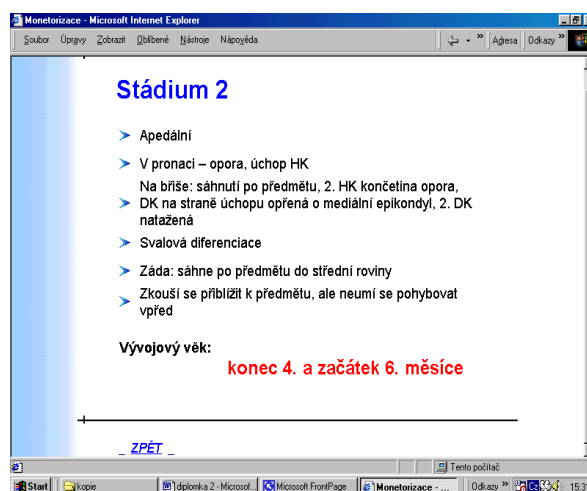 Monetorizace - Microsoft Internet Explorer
Soubor Úpravy Zobrazit Oblíbené Nástroje Nápověda » Adresa Odkazy »
Stádium 2
Apedální
V pronaci – opora, úchop HK
Na břiše: sáhnutí po předmětu, 2. HK končetina opora,
DK na straně úchopu opřená o mediální epikondyl, 2. DK
natažená
Svalová diferenciace
Záda: sáhne po předmětu do střední roviny
Zkouší se přiblížit k předmětu, ale neumí se pohybovat
vpřed
Vývojový věk:
konec 4. a začátek 6. měsíce
_ ZPĚT _
Tento počítač
Start kopie diplomka 2 - Microsof... Microsoft FrontPage Monetorizace - ... Odkazy »